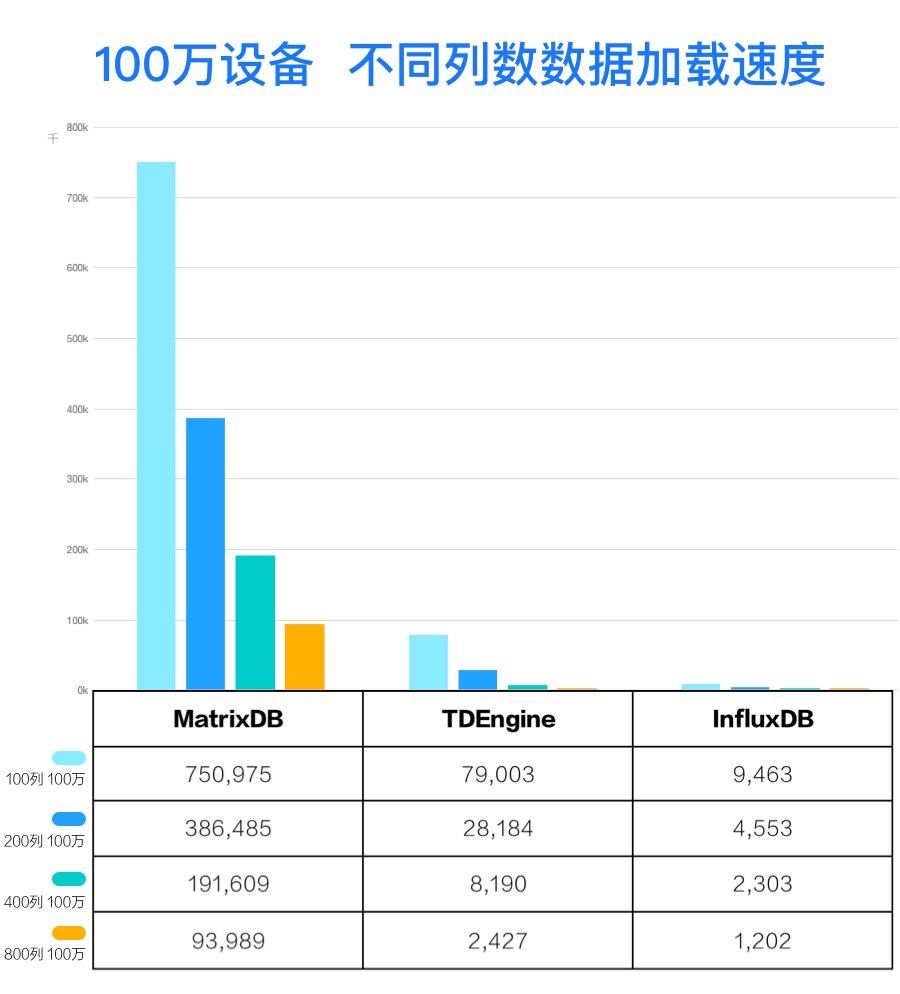 100万设备 不同列数数据加载速度
千
800k
700k
600k
500k
400k
300k
200k
100k
0k
MatrixDB TDEngine InfluxDB
100列 100万 750,975 79,003 9,463
200列 100万 386,485 28,184 4,553
400列 100万 191,609 8,190 2,303
800列 100万 93,989 2,427 1,202